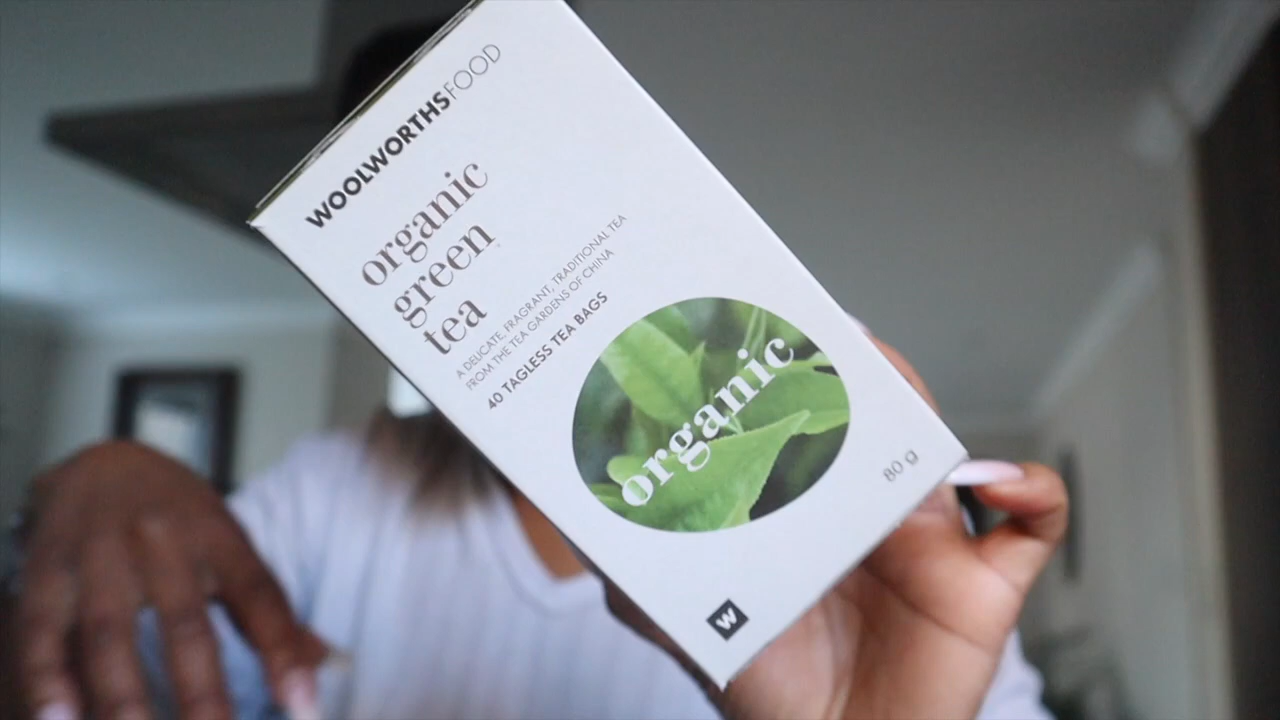 WOOLWORTHSFOOD
organic
green
tea
A DELICATE, FRAGRANT, TRADITIONAL TEA
FROM THE TEA GARDENS OF CHINA
40 TAGLESS TEA BAGS
organic
80 g
W